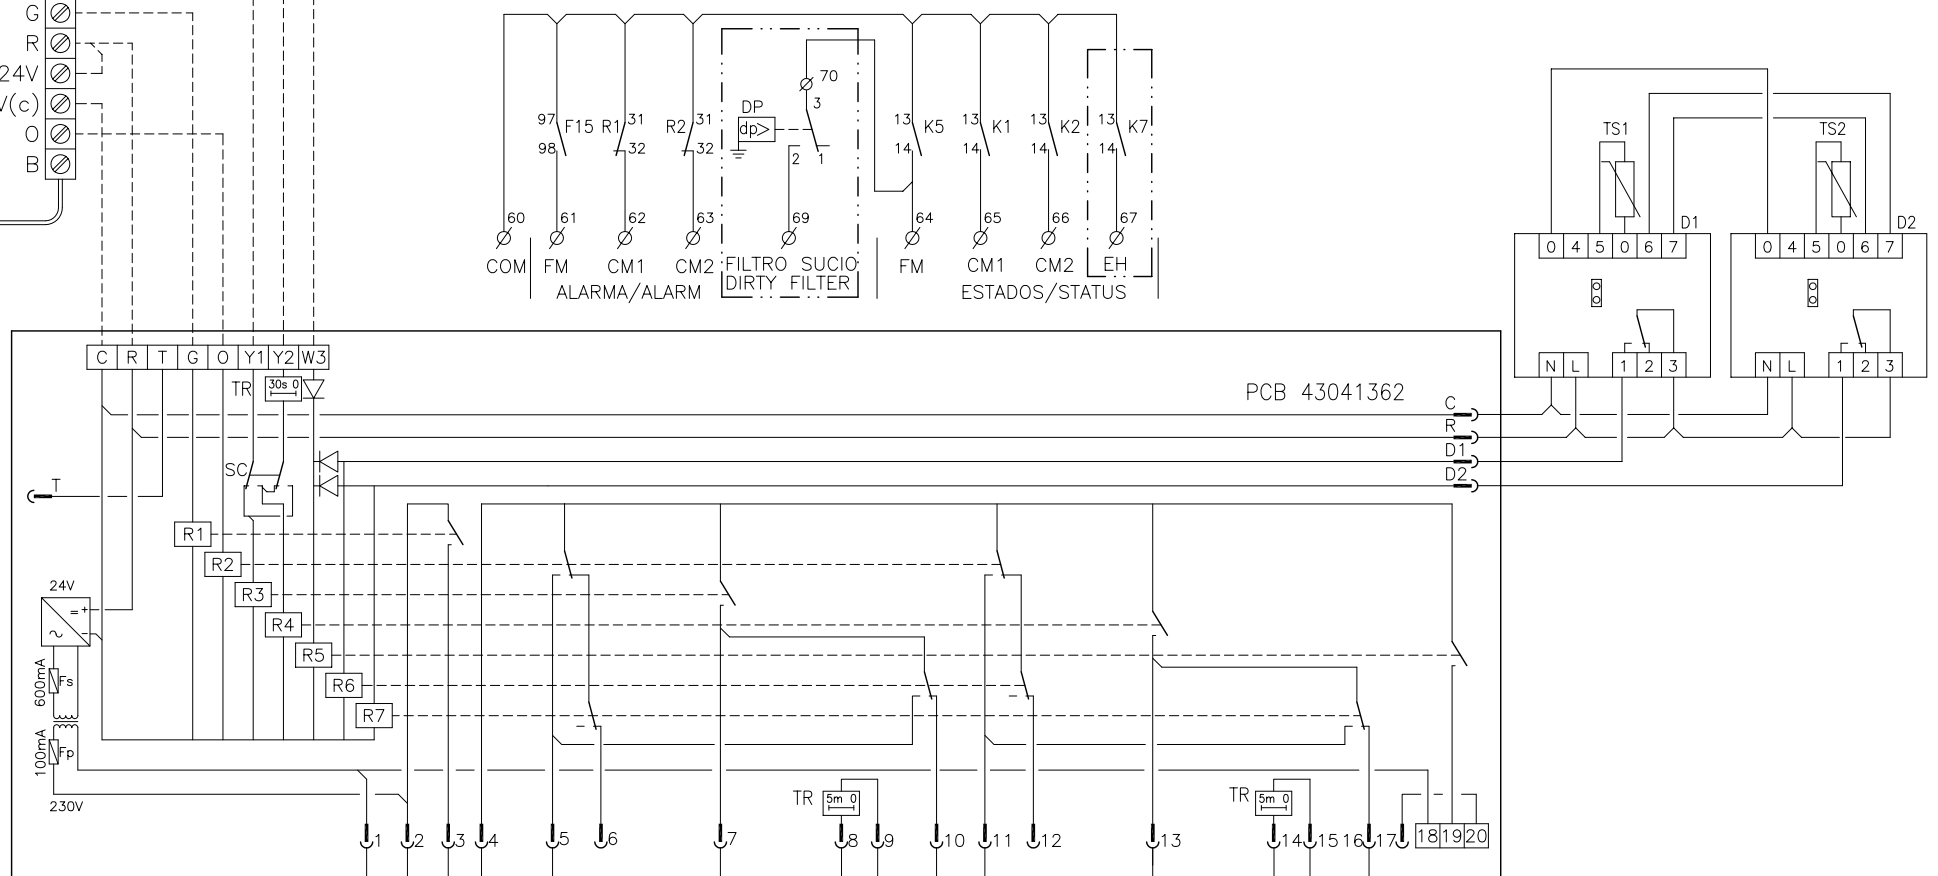 G
R
24V
V(c)
O
B
97 F15 R1 31 R2 31
98 32 32
DP
dp
70
3
2 1
13 K5 13 K1 13 K2 13 K7
14 14 14 14
60 61 62 63 69 64 65 66 67
COM FM CM1 CM2 FILTRO SUCIO FM CM1 CM2 EH
DIRTY FILTER
ALARMA/ALARM ESTADOS/STATUS
TS1 TS2
D1 D2
0 4 5 0 6 7 0 4 5 0 6 7
N L 1 2 3 N L 1 2 3
C R T G O Y1 Y2 W3
TR 30s 0
PCB 43041362
C
R
D1
D2
SC
T
R1
R2
R3
R4
R5
R6
R7
24V
= +
~ -
600mA Fs
100mA Fp
230V
TR 5m 0 TR 5m 0
1 2 3 4 5 6 7 8 9 10 11 12 13 14 15 16 17 18 19 20